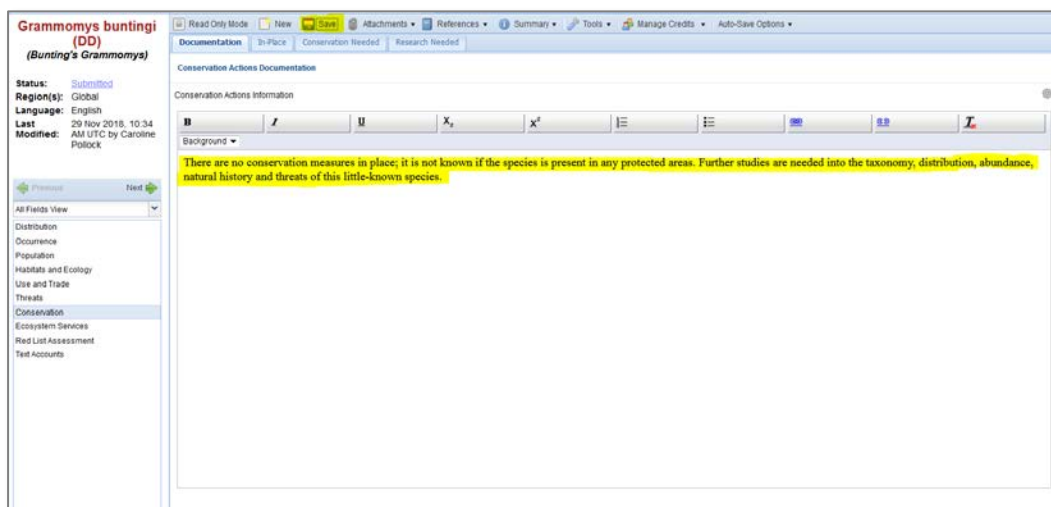 Grammomys buntingi
(DD)
(Bunting's Grammomys)
Status: Submitted
Region(s): Global
Language: English
Last Modified: 29 Nov 2018, 10:34
AM UTC by Caroline
Pollock
Previous Next
All Fields View
Distribution
Occurrence
Population
Habitats and Ecology
Use and Trade
Threats
Conservation
Ecosystem Services
Red List Assessment
Text Accounts
Read Only Mode New Save Attachments References Summary Tools Manage Credits Auto-Save Options
Documentation In-Place Conservation Needed Research Needed
Conservation Actions Documentation
Conservation Actions Information
B I U X₂ X²
Background
There are no conservation measures in place; it is not known if the species is present in any protected areas. Further studies are needed into the taxonomy, distribution, abundance,
natural history and threats of this little-known species.